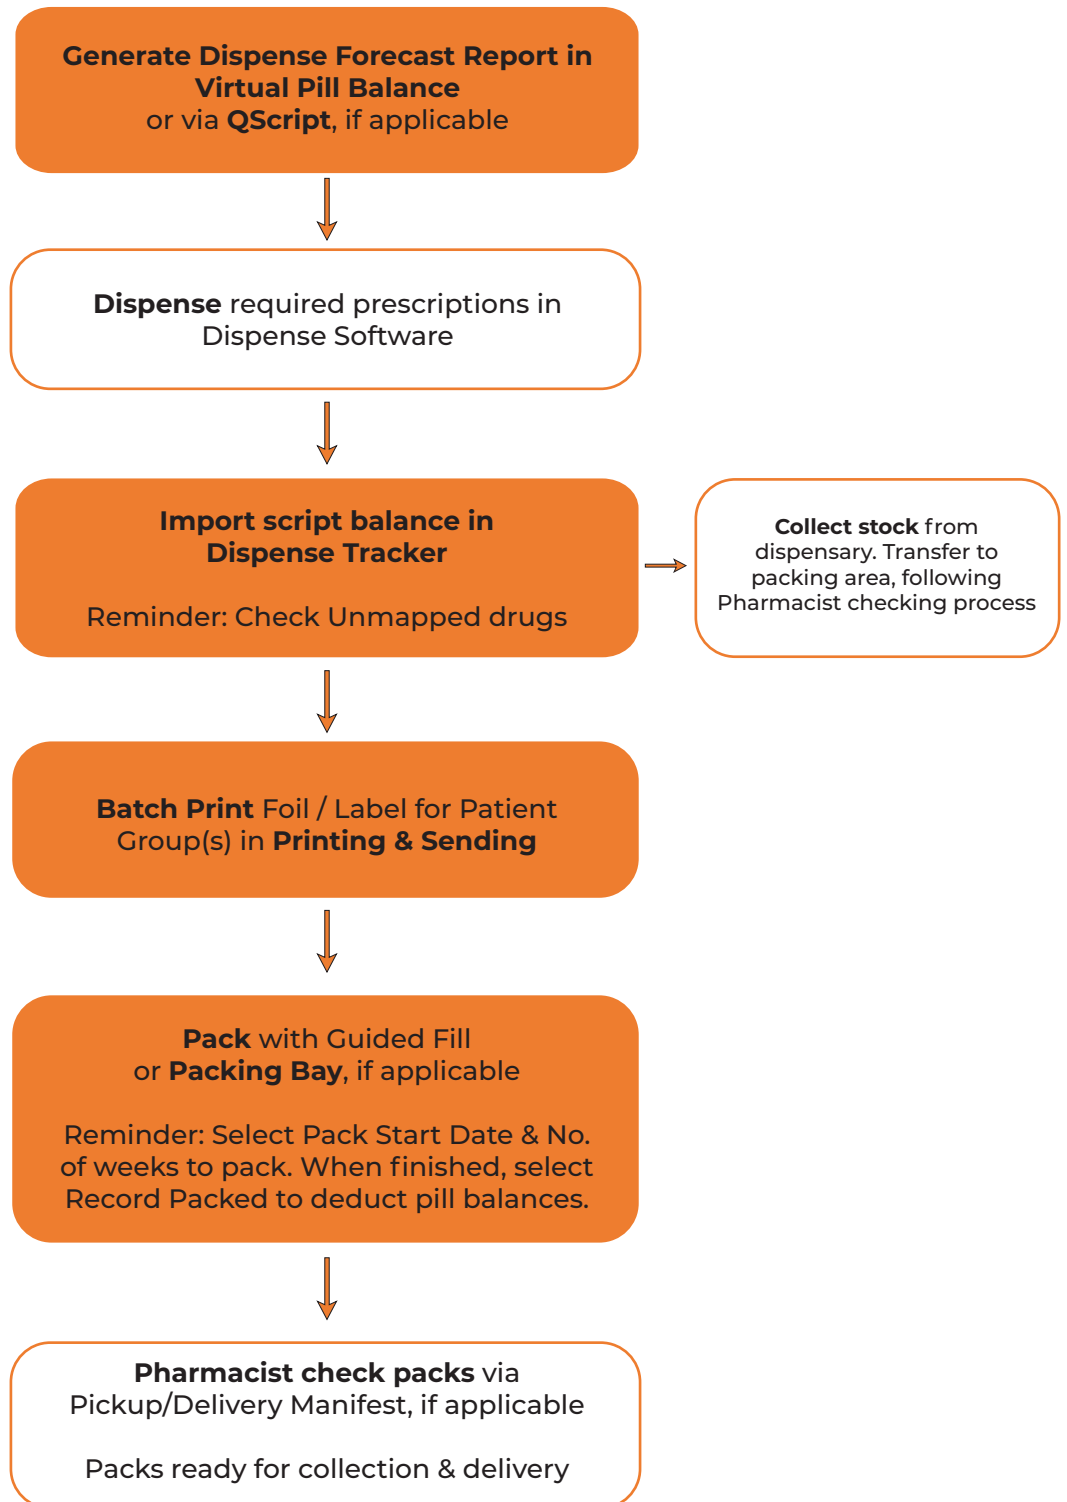 Generate Dispense Forecast Report in
Virtual Pill Balance
or via QScript, if applicable
Dispense required prescriptions in
Dispense Software
Import script balance in
Dispense Tracker
Reminder: Check Unmapped drugs
Collect stock from
dispensary. Transfer to
packing area, following
Pharmacist checking process
Batch Print Foil / Label for Patient
Group(s) in Printing & Sending
Pack with Guided Fill
or Packing Bay, if applicable
Reminder: Select Pack Start Date & No.
of weeks to pack. When finished, select
Record Packed to deduct pill balances.
Pharmacist check packs via
Pickup/Delivery Manifest, if applicable
Packs ready for collection & delivery